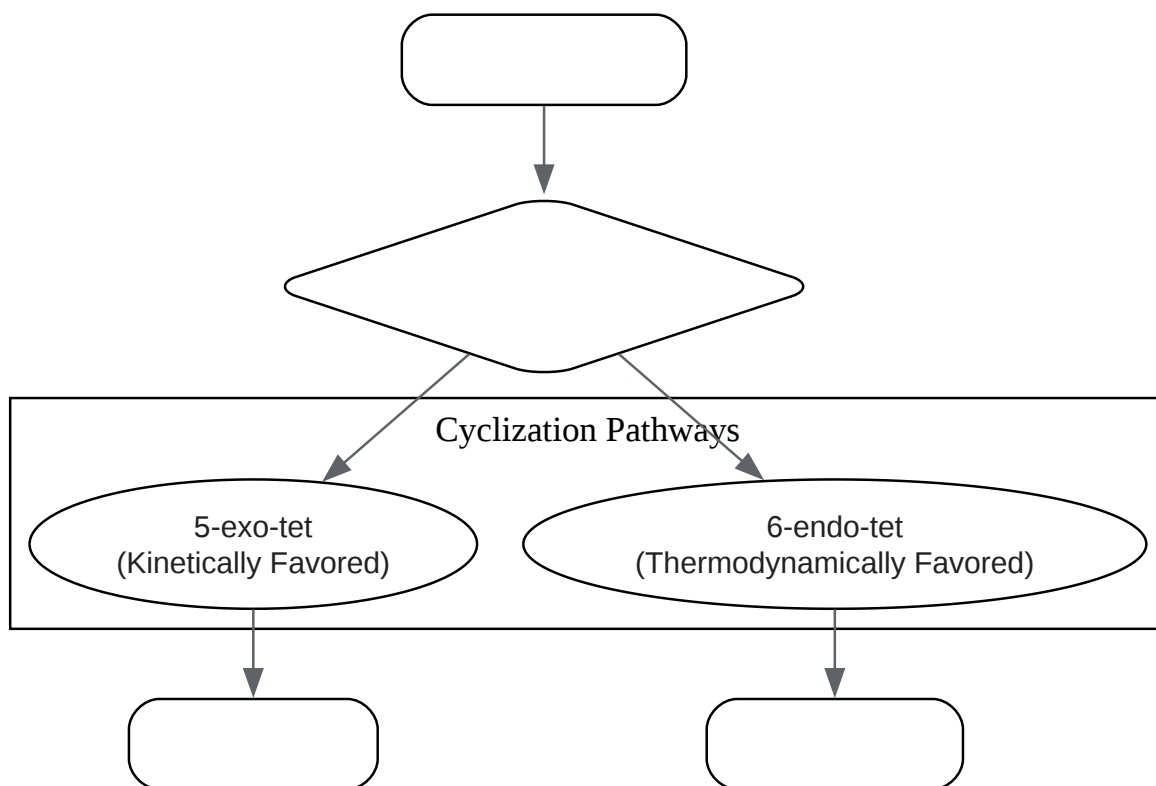 Cyclization Pathways
5-exo-tet
(Kinetically Favored)
6-endo-tet
(Thermodynamically Favored)